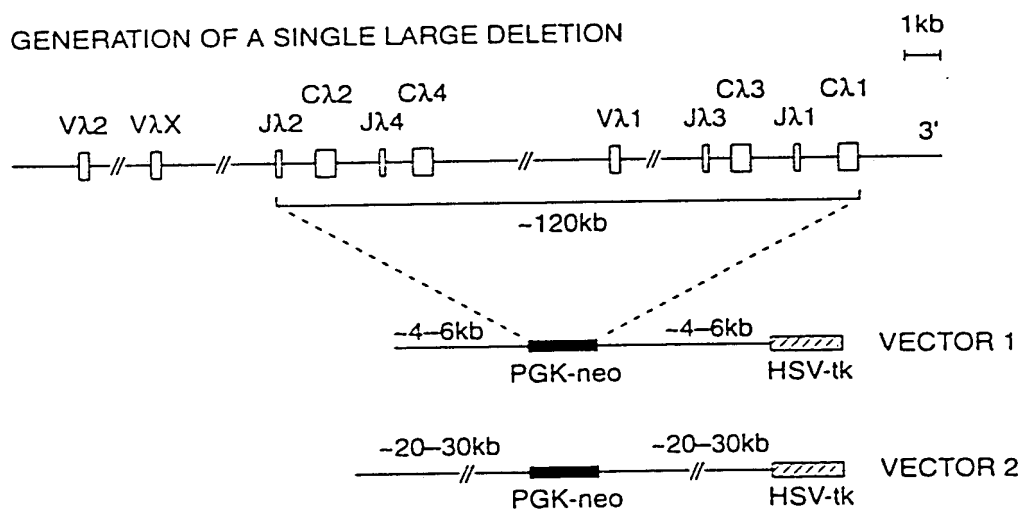 GENERATION OF A SINGLE LARGE DELETION
1kb
Vλ2 VλX Jλ2 Cλ2 Jλ4 Cλ4 Vλ1 Jλ3 Cλ3 Jλ1 Cλ1 3'
~120kb
~4–6kb ~4–6kb VECTOR 1
PGK-neo HSV-tk
~20–30kb ~20–30kb VECTOR 2
PGK-neo HSV-tk